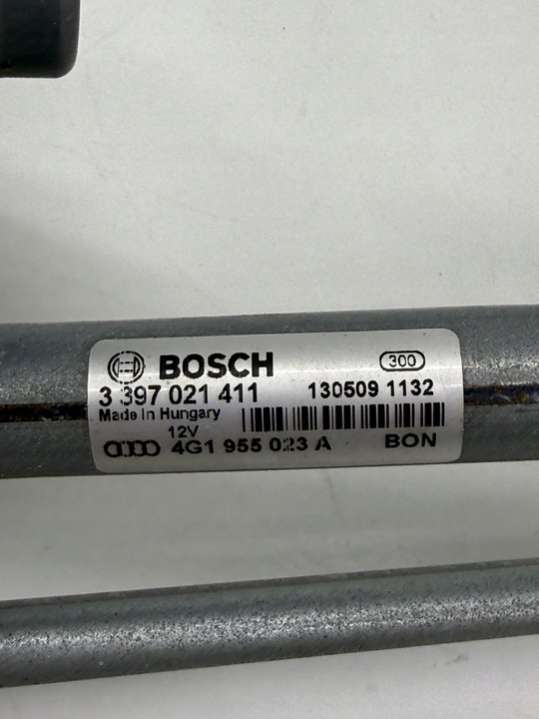 BOSCH 300
3 397 021 411 130509 1132
Made In Hungary
12V
4G1 955 023 A BON